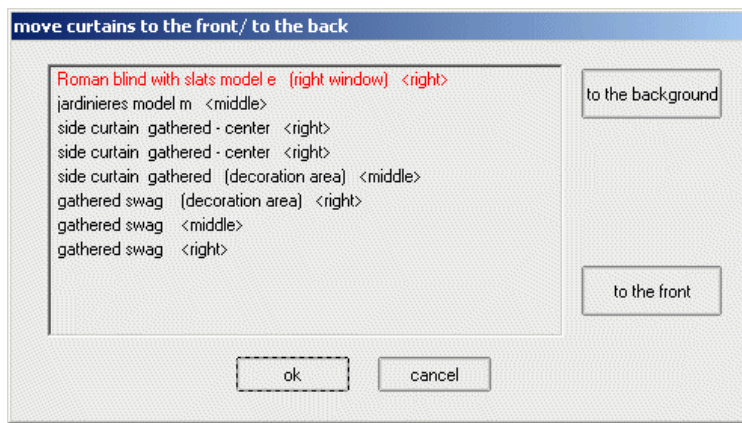 move curtains to the front/ to the back
Roman blind with slats model e (right window) <right>
jardinieres model m <middle>
side curtain gathered - center <right>
side curtain gathered - center <right>
side curtain gathered (decoration area) <middle>
gathered swag (decoration area) <right>
gathered swag <middle>
gathered swag <right>
to the background
to the front
ok
cancel